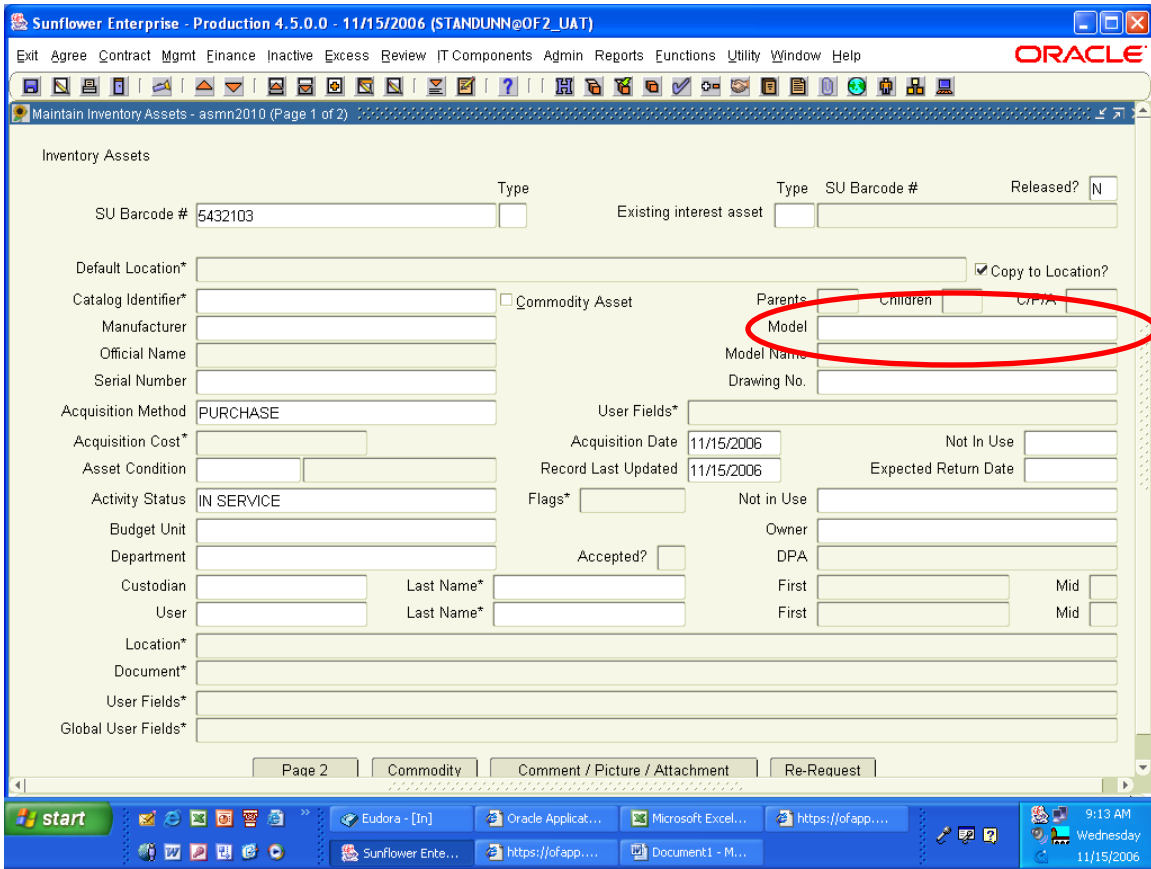 Sunflower Enterprise - Production 4.5.0.0 - 11/15/2006 (STANDUNN@OF2_UAT)
Exit Agree Contract Mgmt Finance Inactive Excess Review IT Components Admin Reports Functions Utility Window Help ORACLE
Maintain Inventory Assets - asmn2010 (Page 1 of 2)
Inventory Assets
Type Type SU Barcode # Released? N
SU Barcode # 5432103 Existing interest asset
Default Location* Copy to Location?
Catalog Identifier* Commodity Asset Parents Children C/P/A
Manufacturer Model
Official Name Model Name
Serial Number Drawing No.
Acquisition Method PURCHASE User Fields*
Acquisition Cost* Acquisition Date 11/15/2006 Not In Use
Asset Condition Record Last Updated 11/15/2006 Expected Return Date
Activity Status IN SERVICE Flags* Not in Use
Budget Unit Owner
Department Accepted? DPA
Custodian Last Name* First Mid
User Last Name* First Mid
Location*
Document*
User Fields*
Global User Fields*
Page 2 Commodity Comment / Picture / Attachment Re-Request
start Eudora - [In] Oracle Applicat... Microsoft Excel... https://ofapp.... 9:13 AM
Wednesday
Sunflower Ente... https://ofapp.... Document1 - M... 11/15/2006